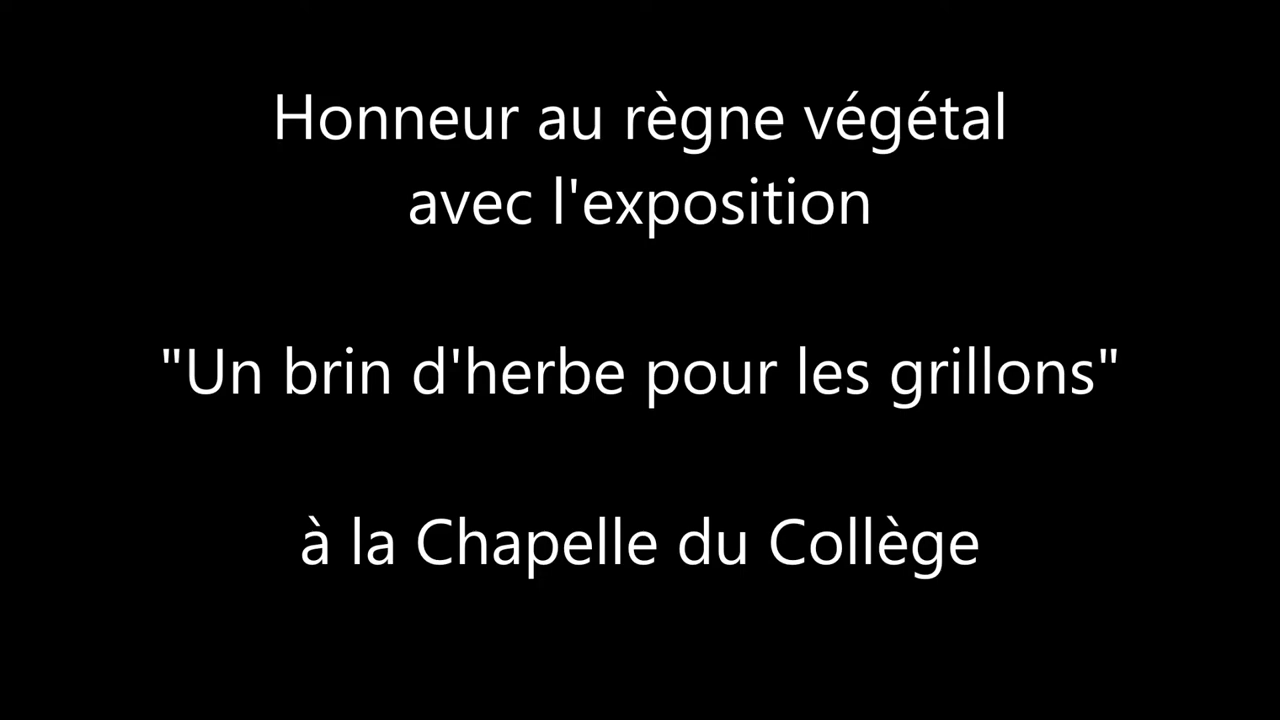 Honneur au règne végétal
avec l'exposition
"Un brin d'herbe pour les grillons"
à la Chapelle du Collège